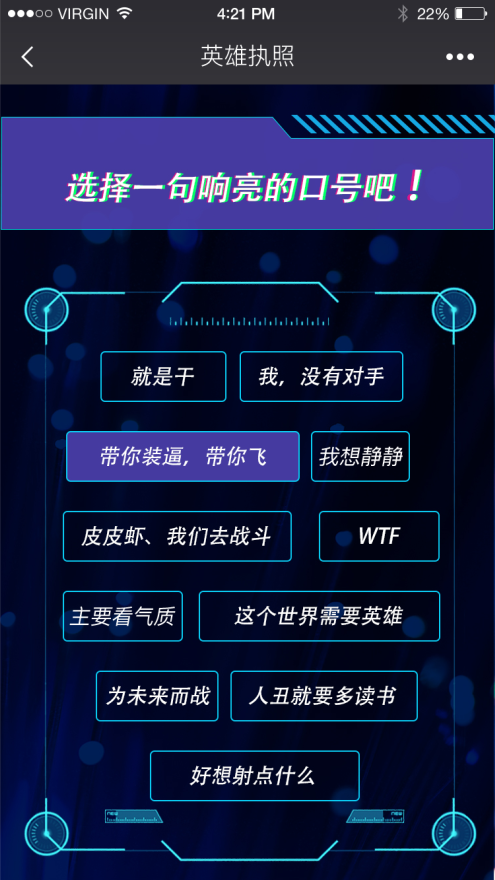 VIRGIN 4:21 PM 22%
英雄执照
选择一句响亮的口号吧！
就是干 我，没有对手
带你装逼，带你飞 我想静静
皮皮虾、我们去战斗 WTF
主要看气质 这个世界需要英雄
为未来而战 人丑就要多读书
好想射点什么